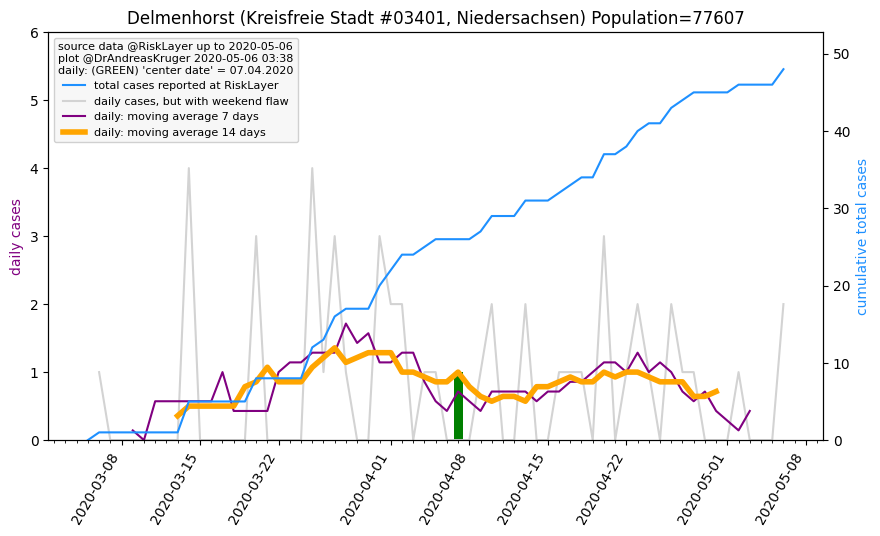 Delmenhorst (Kreisfreie Stadt #03401, Niedersachsen) Population=77607
source data @RiskLayer up to 2020-05-06
plot @DrAndreasKruger 2020-05-06 03:38
daily: (GREEN) 'center date' = 07.04.2020
total cases reported at RiskLayer
daily cases, but with weekend flaw
daily: moving average 7 days
daily: moving average 14 days
daily cases
6
5
4
3
2
1
0
cumulative total cases
50
40
30
20
10
0
2020-03-08
2020-03-15
2020-03-22
2020-04-01
2020-04-08
2020-04-15
2020-04-22
2020-05-01
2020-05-08